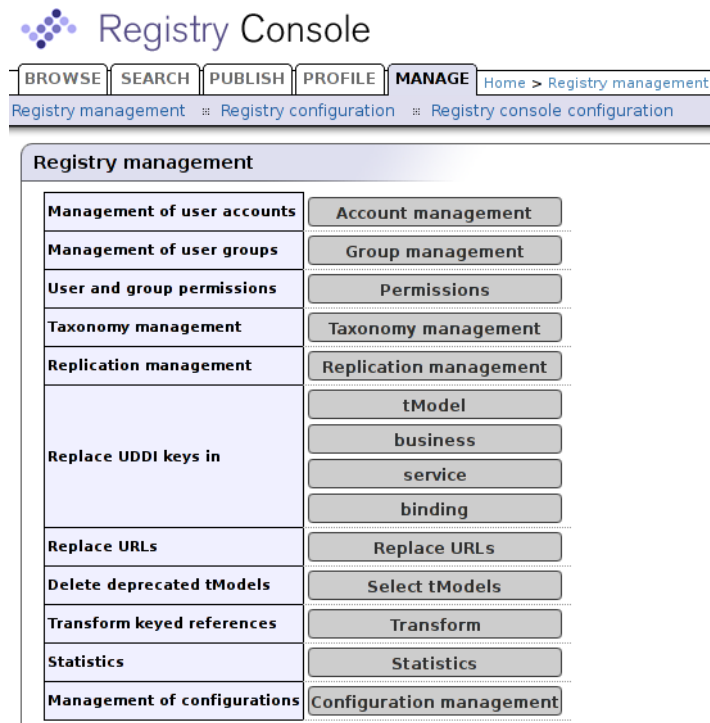 Registry Console
BROWSE SEARCH PUBLISH PROFILE MANAGE Home > Registry management
Registry management Registry configuration Registry console configuration
Registry management
Management of user accounts Account management
Management of user groups Group management
User and group permissions Permissions
Taxonomy management Taxonomy management
Replication management Replication management
Replace UDDI keys in
tModel
business
service
binding
Replace URLs Replace URLs
Delete deprecated tModels Select tModels
Transform keyed references Transform
Statistics Statistics
Management of configurations Configuration management